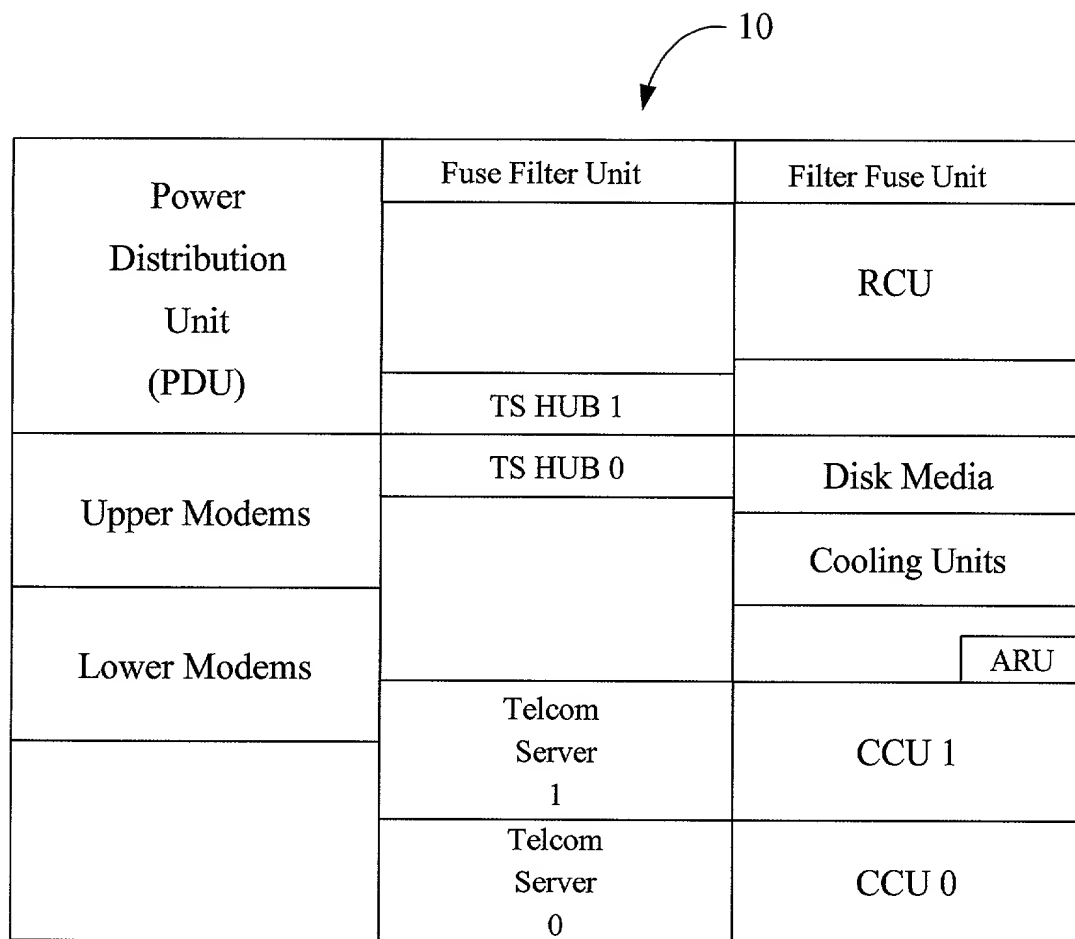 10
Power
Distribution
Unit
(PDU)
Upper Modems
Lower Modems
Fuse Filter Unit
TS HUB 1
TS HUB 0
Telcom
Server
1
Telcom
Server
0
Filter Fuse Unit
RCU
Disk Media
Cooling Units
ARU
CCU 1
CCU 0